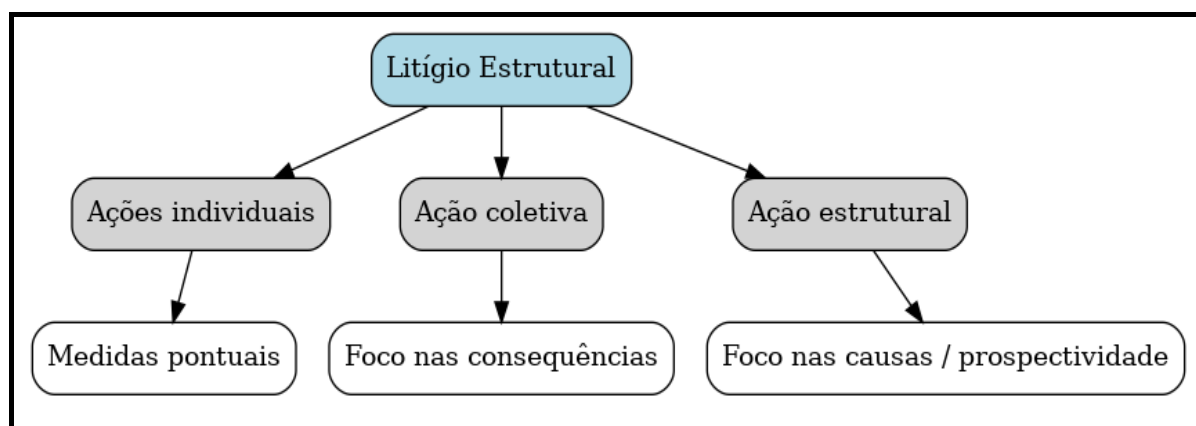 Litígio Estrutural
Ações individuais
Ação coletiva
Ação estrutural
Medidas pontuais
Foco nas consequências
Foco nas causas / prospectividade